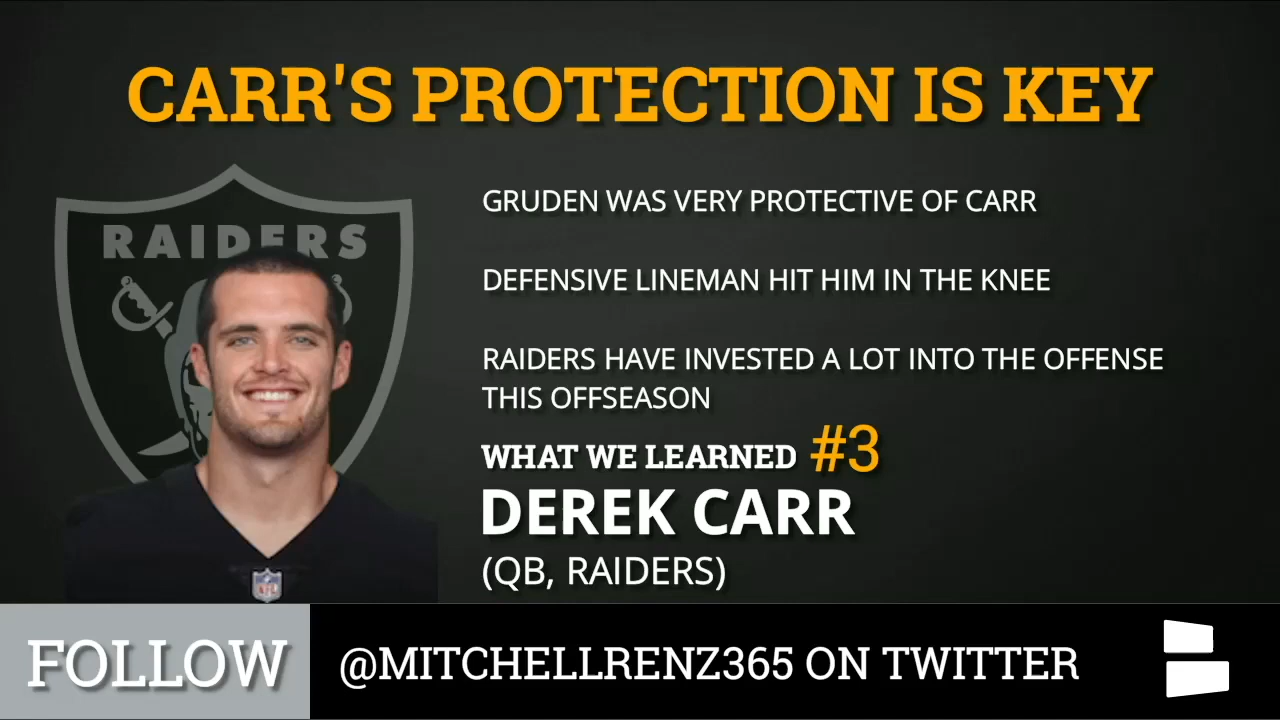 CARR'S PROTECTION IS KEY
RAIDERS
GRUDEN WAS VERY PROTECTIVE OF CARR
DEFENSIVE LINEMAN HIT HIM IN THE KNEE
RAIDERS HAVE INVESTED A LOT INTO THE OFFENSE
THIS OFFSEASON
WHAT WE LEARNED #3
DEREK CARR
(QB, RAIDERS)
NFL
FOLLOW @MITCHELLRENZ365 ON TWITTER